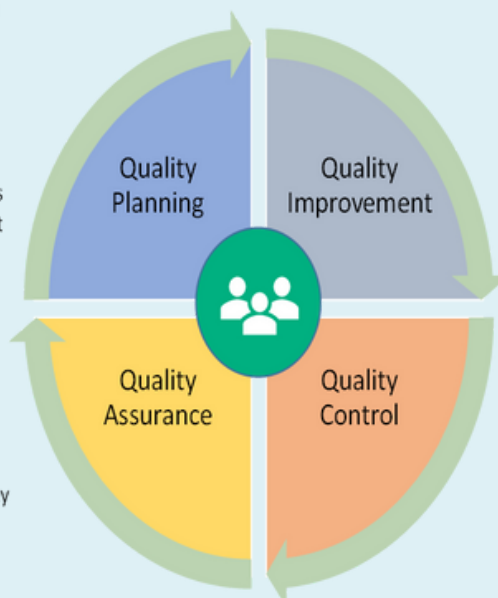 Quality
Planning
Quality
Improvement
s
t
Quality
Assurance
Quality
Control
y